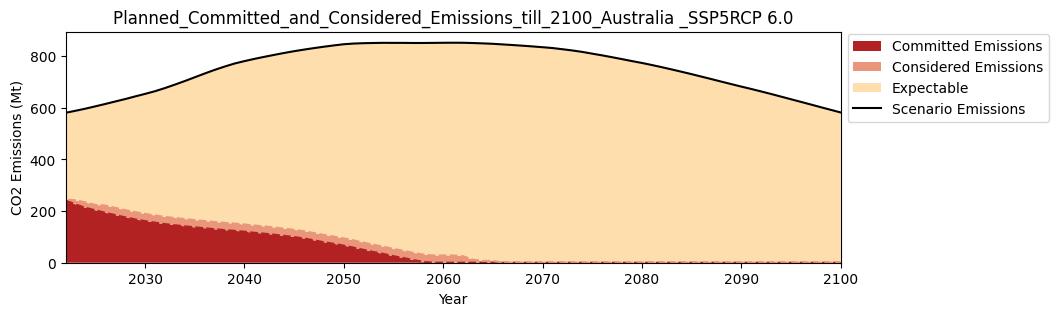 Planned_Committed_and_Considered_Emissions_till_2100_Australia _SSP5RCP 6.0
CO2 Emissions (Mt)
800
600
400
200
0
2030
2040
2050
2060
2070
2080
2090
2100
Year
Committed Emissions
Considered Emissions
Expectable
Scenario Emissions